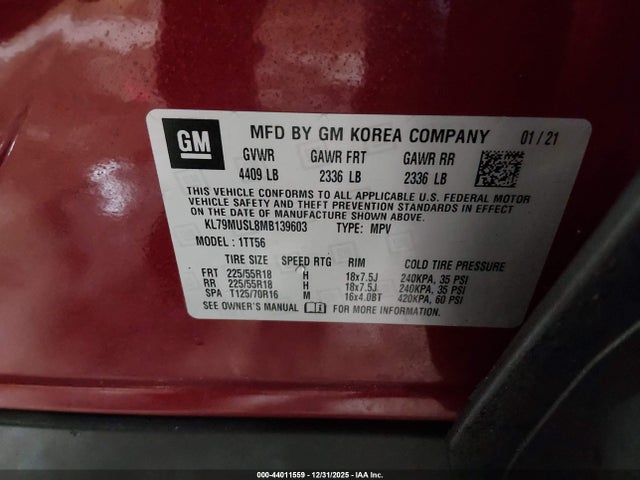 GM
MFD BY GM KOREA COMPANY 01/21
GVWR GAWR FRT GAWR RR
4409 LB 2336 LB 2336 LB
THIS VEHICLE CONFORMS TO ALL APPLICABLE U.S. FEDERAL MOTOR
VEHICLE SAFETY AND THEFT PREVENTION STANDARDS IN EFFECT
ON THE DATE OF MANUFACTURE SHOWN ABOVE.
KL79MUSL8MB139603 TYPE: MPV
MODEL: 1TT56
TIRE SIZE SPEED RTG RIM COLD TIRE PRESSURE
FRT 225/55R18 H 18x7.5J 240KPA, 35 PSI
RR 225/55R18 H 18x7.5J 240KPA, 35 PSI
SPA T125/70R16 M 16x4.0BT 420KPA, 60 PSI
SEE OWNER'S MANUAL FOR MORE INFORMATION
000-44011559 - 12/31/2025 - IAA Inc.